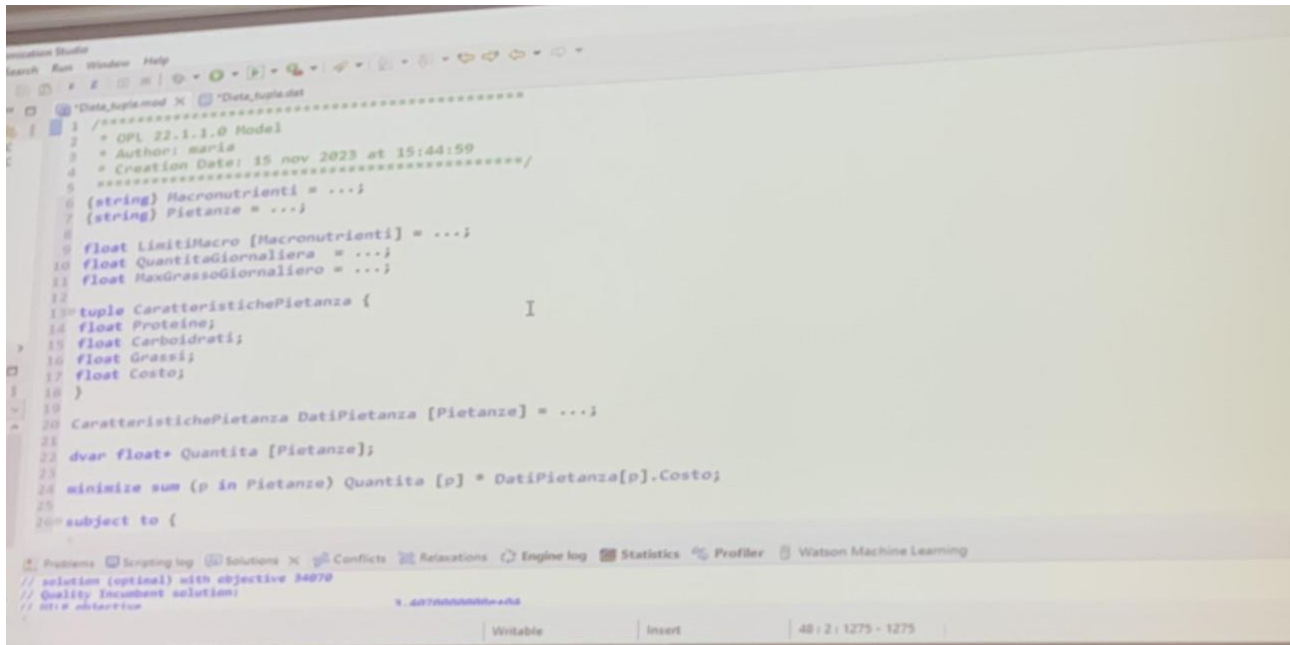 Search Run Window Help
*Dieta_tuple.mod *Dieta_tuple.dat
1 /*********************************************
2 * OPL 22.1.1.0 Model
3 * Author: maria
4 * Creation Date: 15 nov 2023 at 15:44:59
5 *********************************************/
6 {string} Macronutrienti = ...;
7 {string} Pietanze = ...;
8
9 float LimitiMacro [Macronutrienti] = ...;
10 float QuantitaGiornaliera = ...;
11 float MaxGrassoGiornaliero = ...;
12
13 tuple CaratteristichePietanza {
14 float Proteine;
15 float Carboidrati;
16 float Grassi;
17 float Costo;
18 }
19
20 CaratteristichePietanza DatiPietanza [Pietanze] = ...;
21
22 dvar float+ Quantita [Pietanze];
23
24 minimize sum (p in Pietanze) Quantita [p] * DatiPietanza[p].Costo;
25
26 subject to {
Problems Scripting log Solutions Conflicts Relaxations Engine log Statistics Profiler Watson Machine Learning
// solution (optimal) with objective 34070
// Quality Incumbent solution:
Writable Insert 48 : 2 : 1275 - 1275